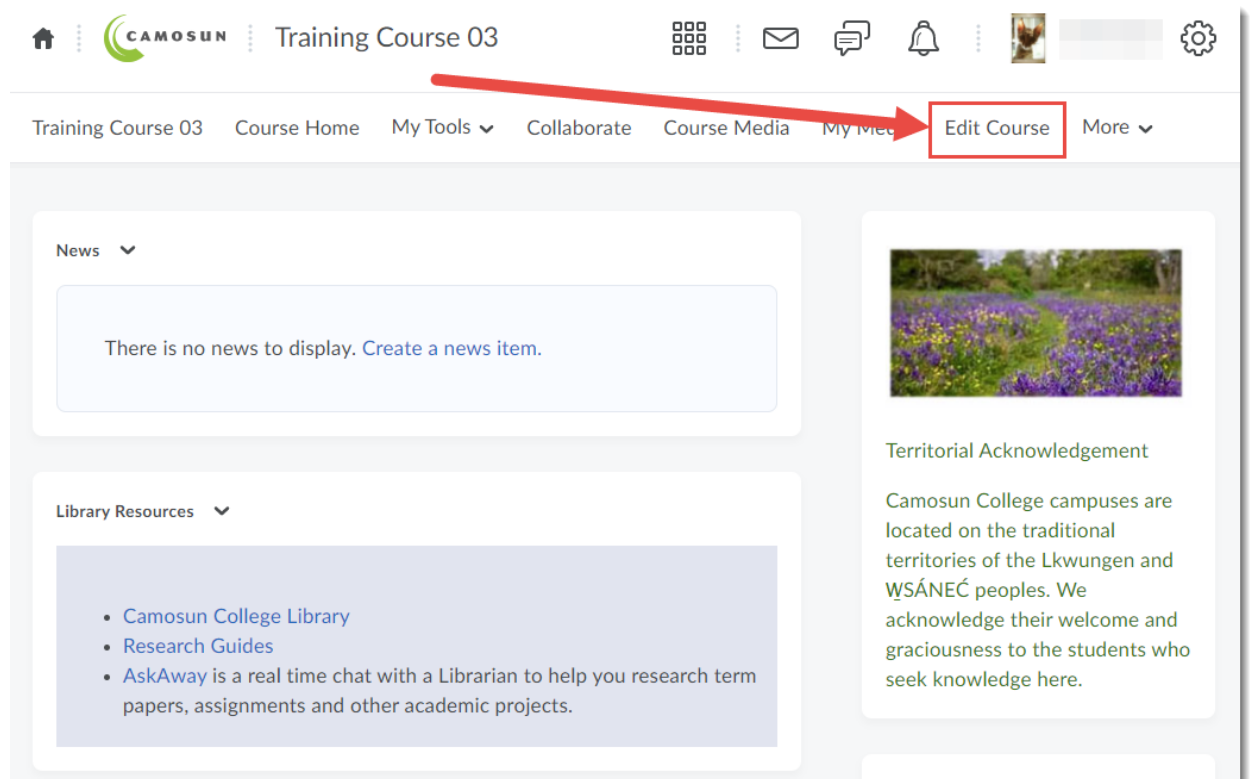 CAMOSUN
Training Course 03
Training Course 03
Course Home
My Tools
Collaborate
Course Media
My Med
Edit Course
More
News
There is no news to display. Create a news item.
Library Resources
Camosun College Library
Research Guides
AskAway is a real time chat with a Librarian to help you research term
papers, assignments and other academic projects.
Territorial Acknowledgement
Camosun College campuses are
located on the traditional
territories of the Lkwungen and
W̱SÁNEĆ peoples. We
acknowledge their welcome and
graciousness to the students who
seek knowledge here.